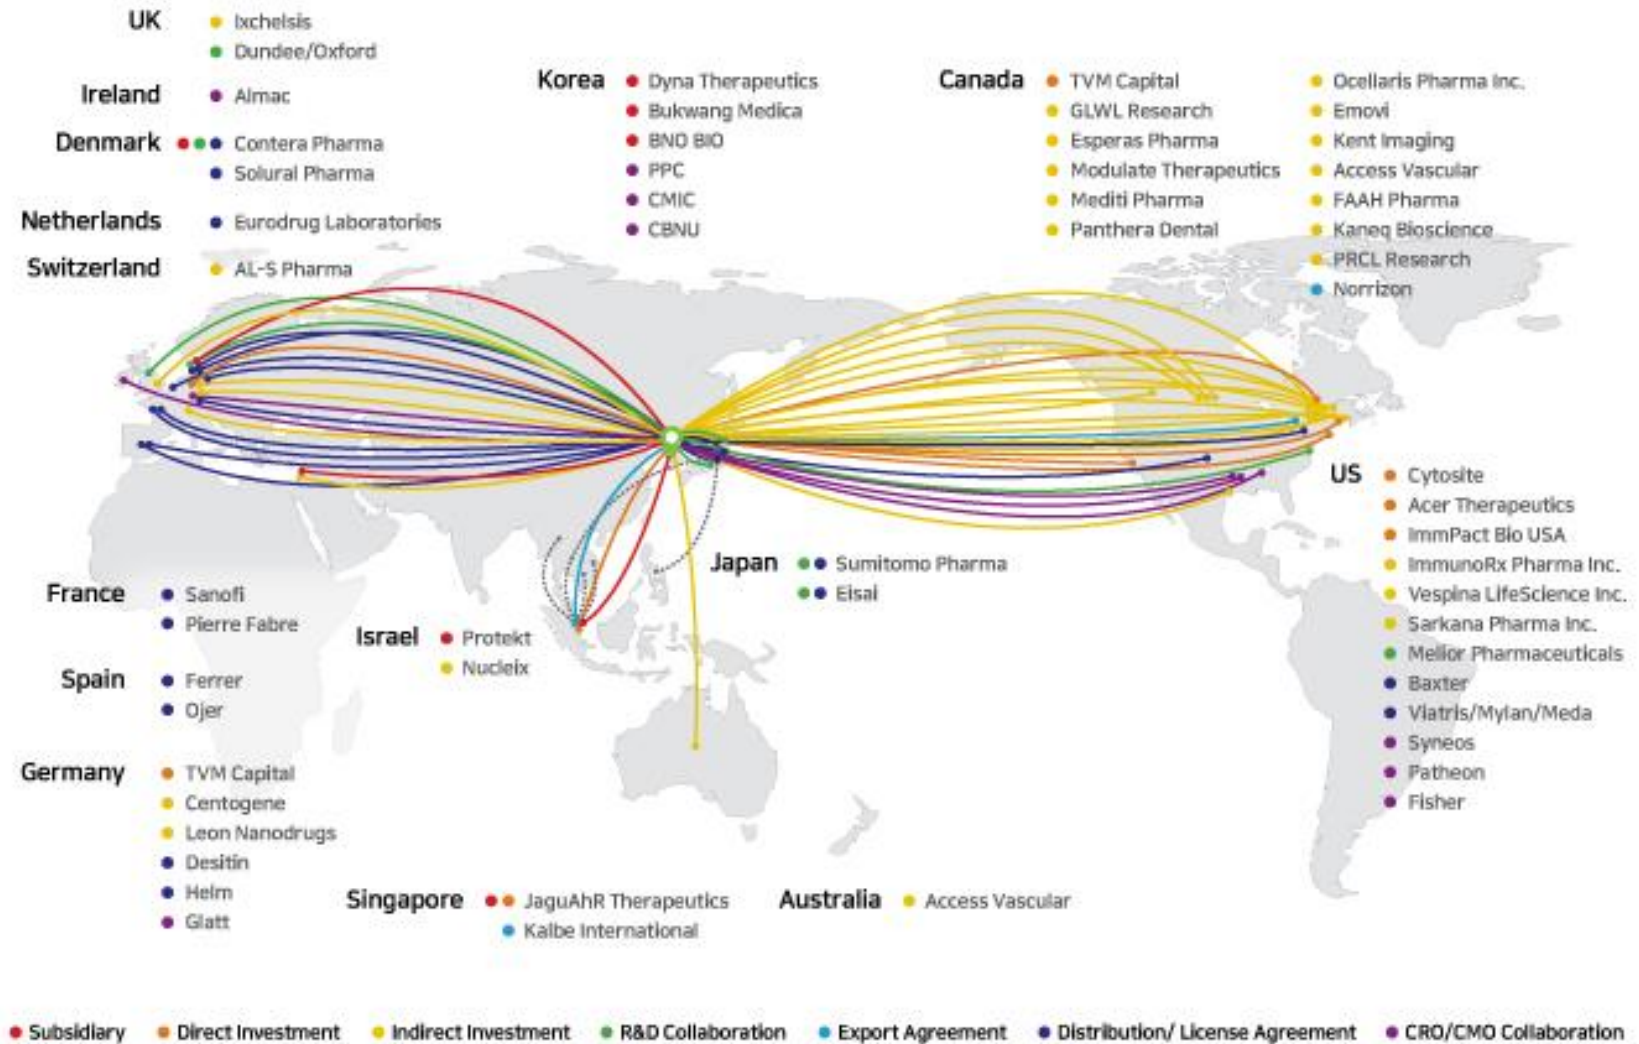 UK
Ixchelsis
Dundee/Oxford
Ireland
Almac
Denmark
Contera Pharma
Solural Pharma
Netherlands
Eurodrug Laboratories
Switzerland
AL-S Pharma
Korea
Dyna Therapeutics
Bukwang Medica
BNO BIO
PPC
CMIC
CBNU
Canada
TVM Capital
GLWL Research
Esperas Pharma
Modulate Therapeutics
Mediti Pharma
Panthera Dental
Ocellaris Pharma Inc.
Emovi
Kent Imaging
Access Vascular
FAAH Pharma
Kaneq Bioscience
PRCL Research
Norrizon
US
Cytosite
Acer Therapeutics
ImmPact Bio USA
ImmunoRx Pharma Inc.
Vespina LifeScience Inc.
Sarkana Pharma Inc.
Melior Pharmaceuticals
Baxter
Viatris/Mylan/Meda
Syneos
Patheon
Fisher
Japan
Sumitomo Pharma
Eisai
France
Sanofi
Pierre Fabre
Israel
Protekt
Nucleix
Spain
Ferrer
Ojer
Germany
TVM Capital
Centogene
Leon Nanodrugs
Desitin
Helm
Glatt
Singapore
JaguAhR Therapeutics
Kalbe International
Australia
Access Vascular
Subsidiary
Direct Investment
Indirect Investment
R&D Collaboration
Export Agreement
Distribution/ License Agreement
CRO/CMO Collaboration